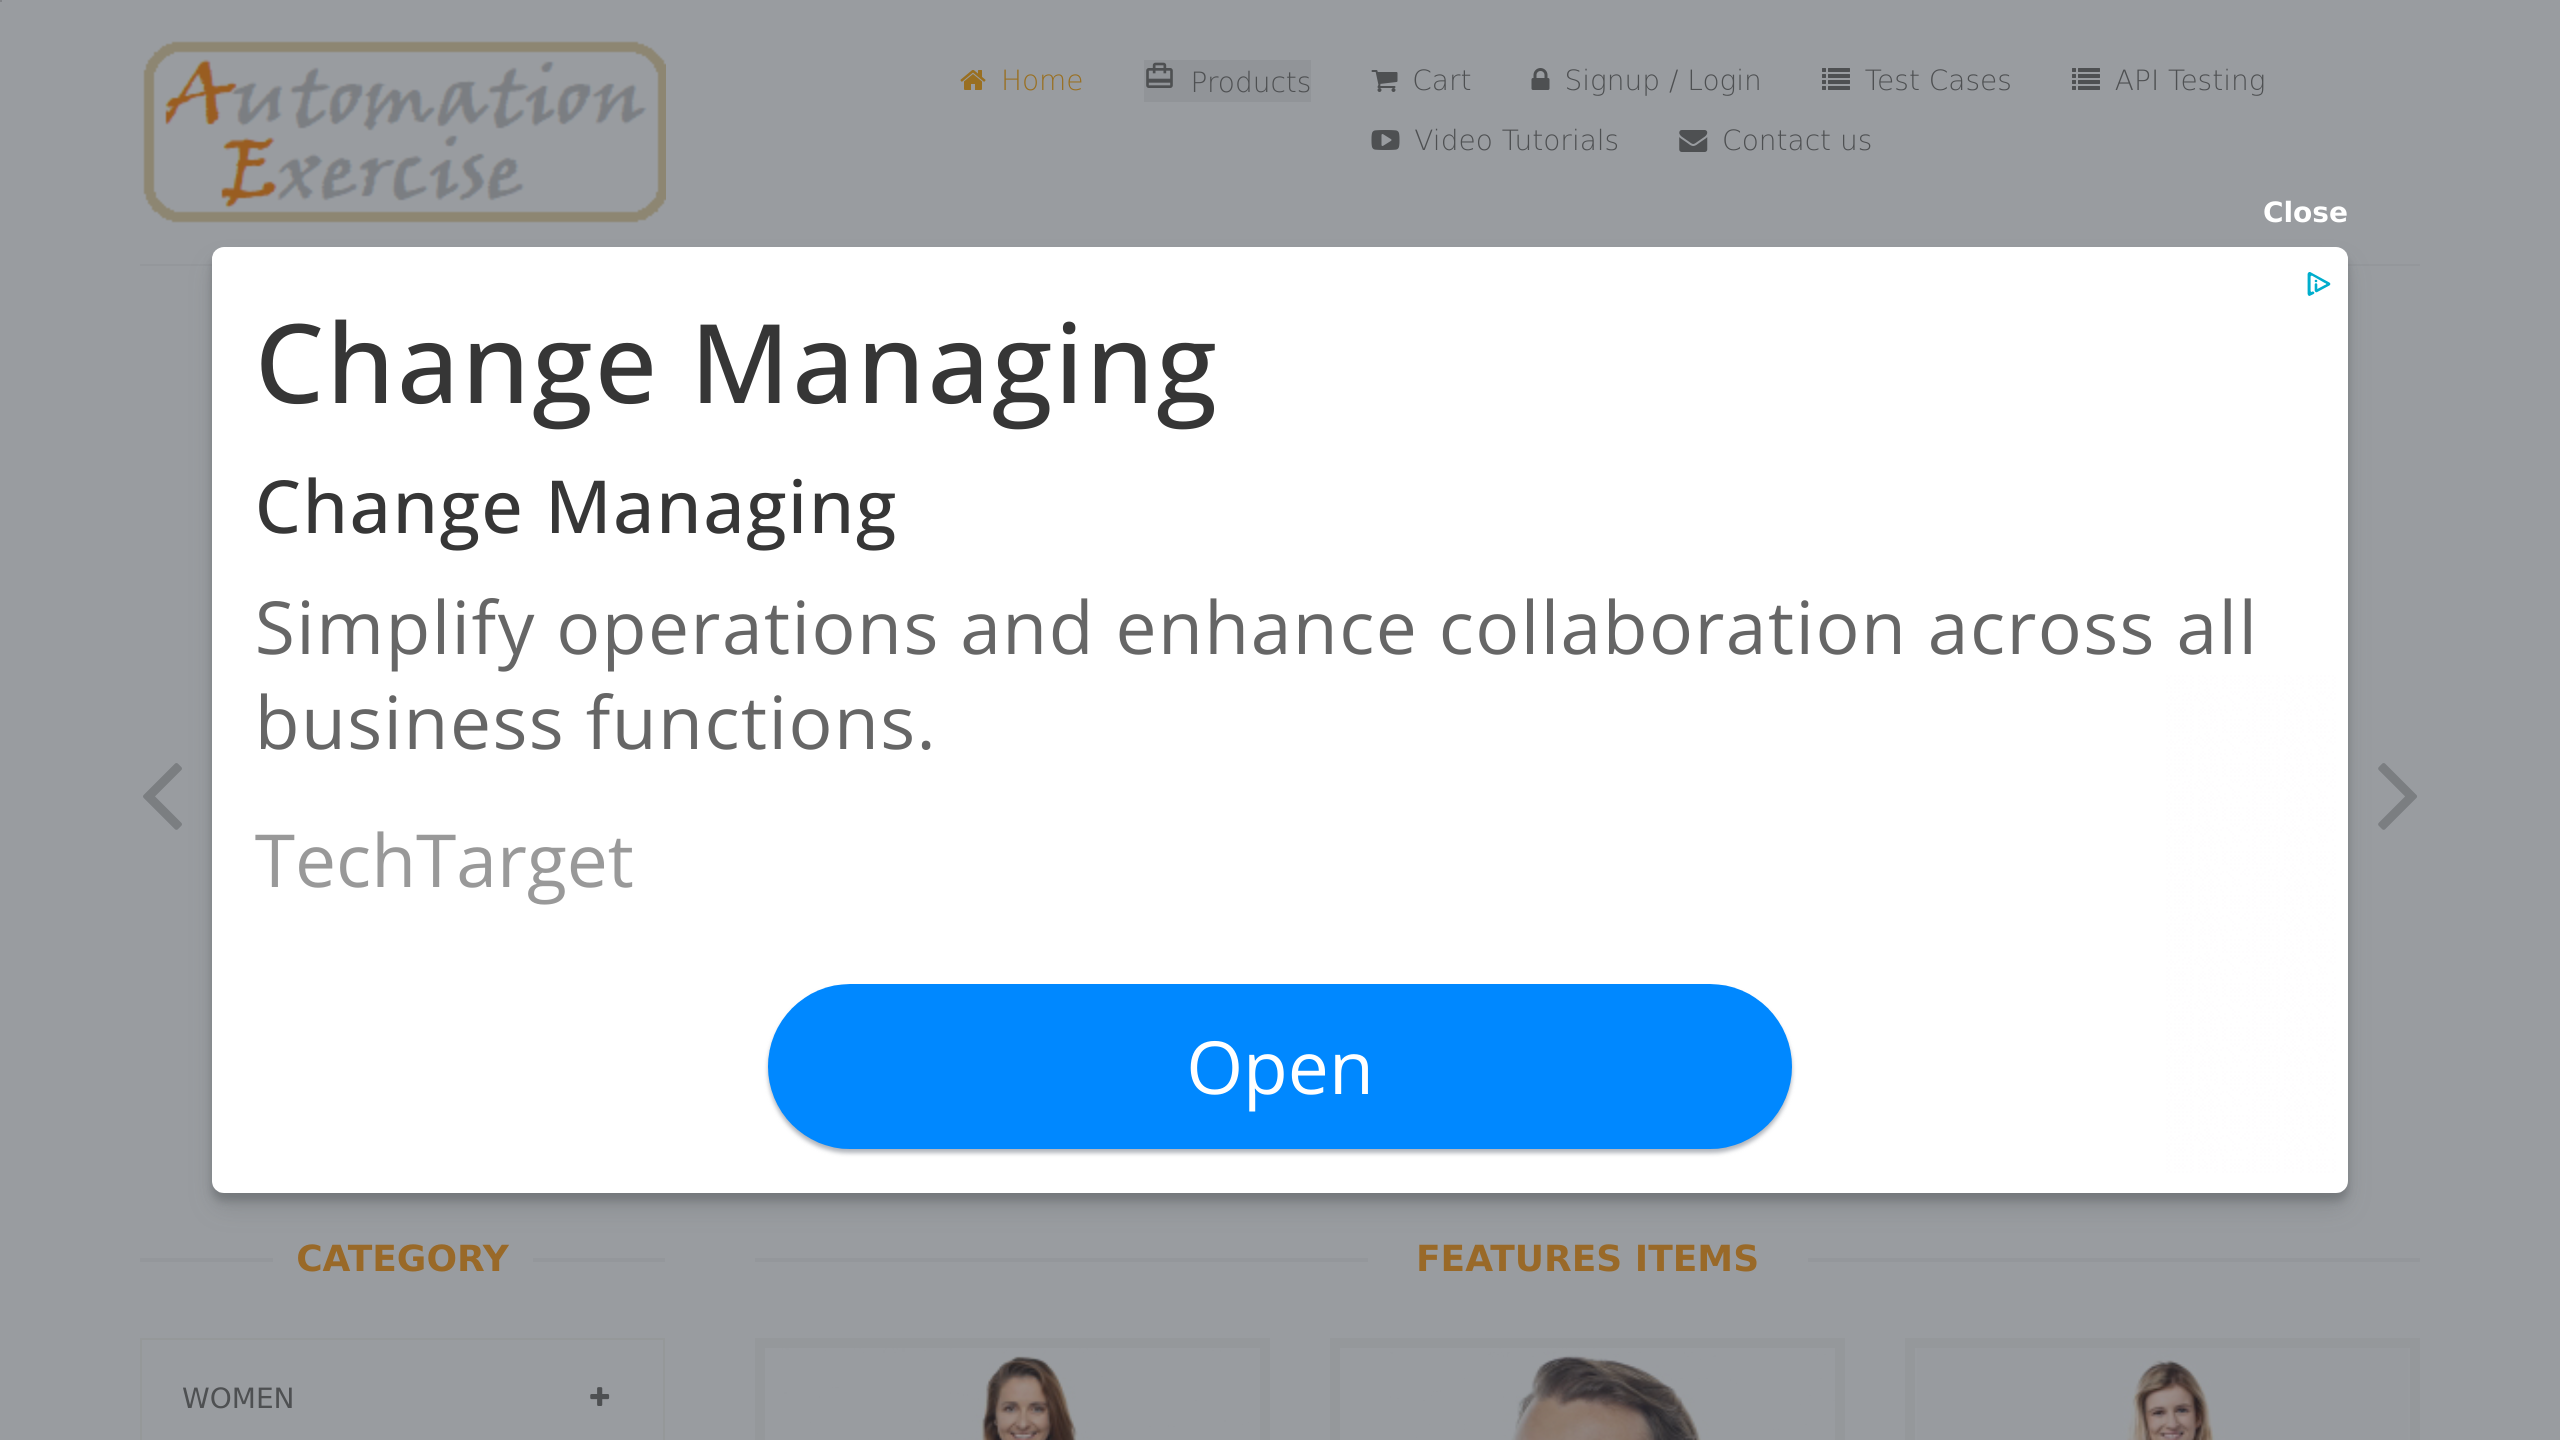 Automation
Exercise
Home
Products
Cart
Signup / Login
Test Cases
API Testing
Video Tutorials
Contact us
Close
Change Managing
Change Managing
Simplify operations and enhance collaboration across all
business functions.
TechTarget
Open
CATEGORY
FEATURES ITEMS
WOMEN